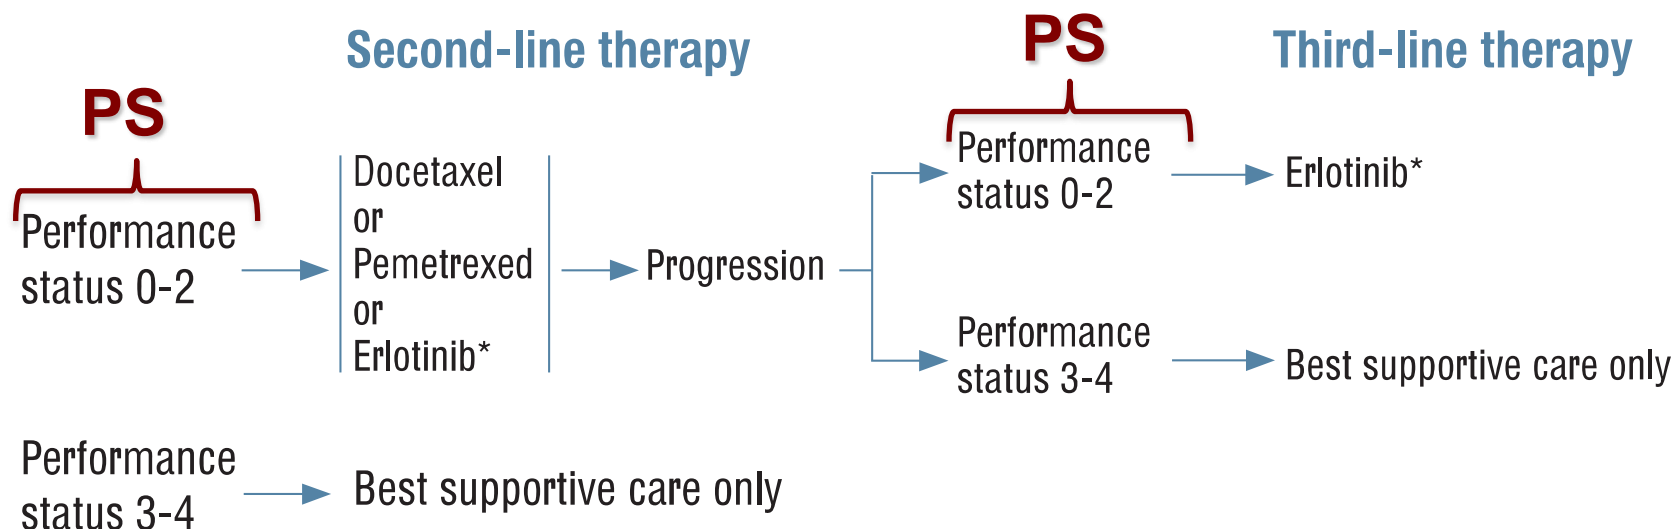 Second-line therapy
PS
Third-line therapy
PS
Performance
status 0-2
Docetaxel
or
Pemetrexed
or
Erlotinib*
Progression
Performance
status 0-2
Erlotinib*
Performance
status 3-4
Best supportive care only
Performance
status 3-4
Best supportive care only